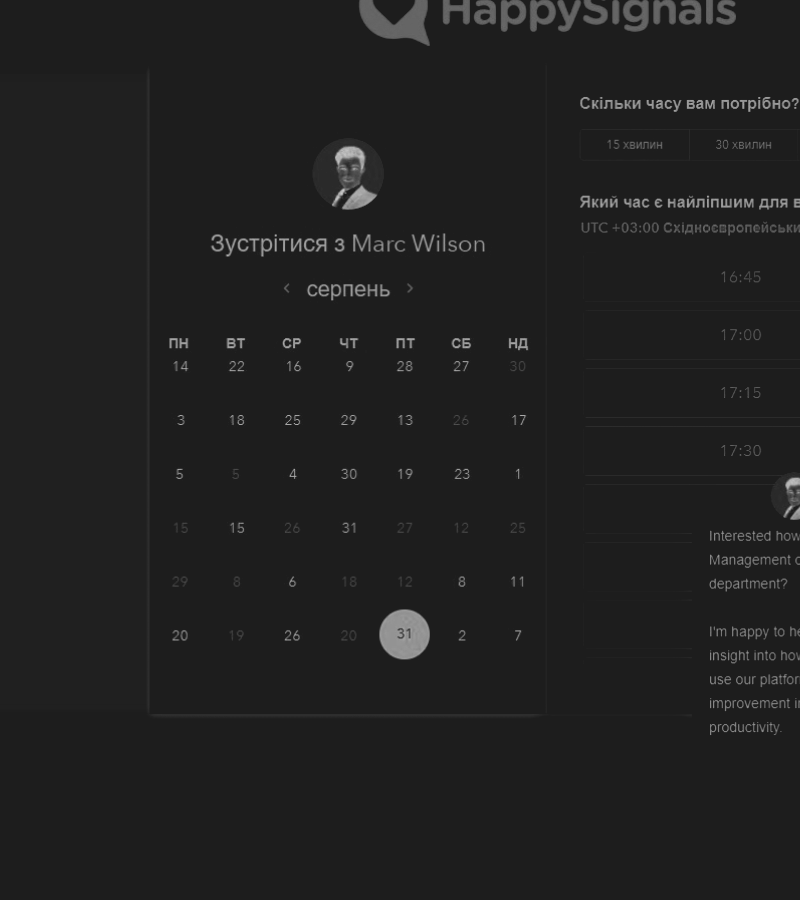 HappySignals
Зустрітися з Marc Wilson
серпень
ПН ВТ СР ЧТ ПТ СБ НД
14 22 16 9 28 27 30
3 18 25 29 13 26 17
5 5 4 30 19 23 1
15 15 26 31 27 12 25
29 8 6 18 12 8 11
20 19 26 20 31 2 7
Скільки часу вам потрібно?
15 хвилин 30 хвилин
Який час є найліпшим для в
UTC +03:00 Східноєвропейськи
16:45
17:00
17:15
17:30
Interested how
Management o
department?
I'm happy to he
insight into how
use our platfor
improvement i
productivity.